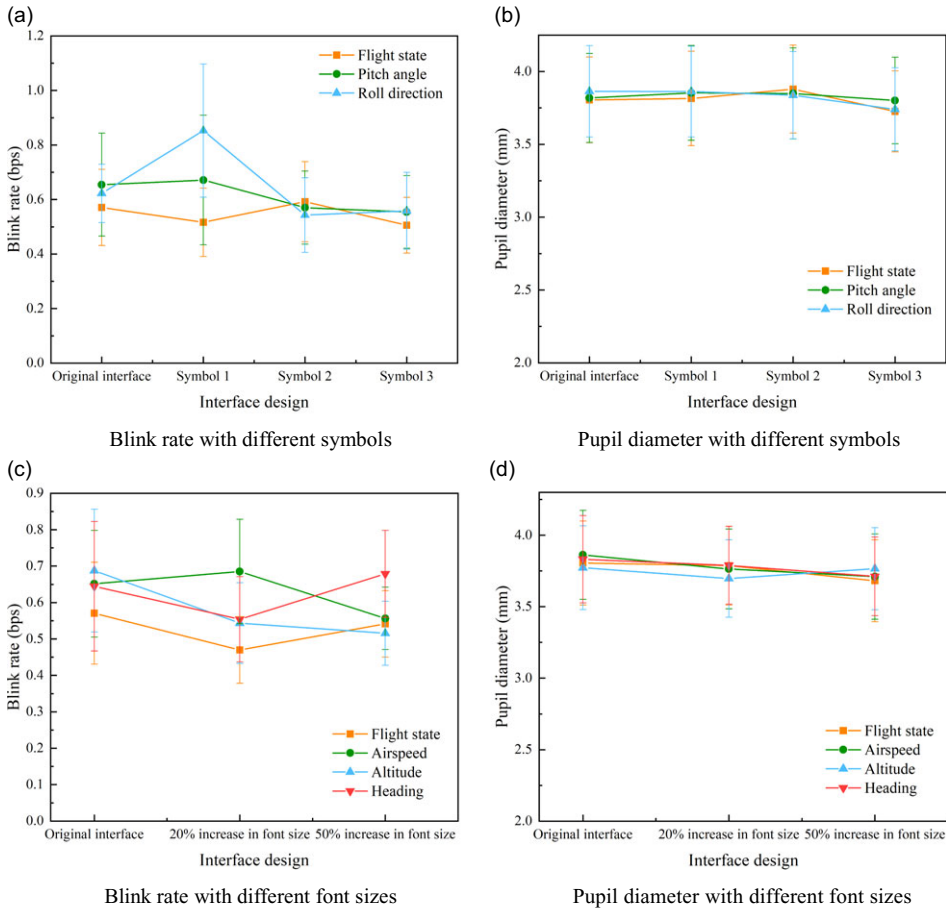 (a)
1.2
1.0
0.8
0.6
0.4
0.2
0.0
Blink rate (bps)
Flight state
Pitch angle
Roll direction
Original interface Symbol 1 Symbol 2 Symbol 3
Interface design
Blink rate with different symbols
(b)
4.0
3.5
3.0
2.5
2.0
Pupil diameter (mm)
Flight state
Pitch angle
Roll direction
Original interface Symbol 1 Symbol 2 Symbol 3
Interface design
Pupil diameter with different symbols
(c)
0.9
0.8
0.7
0.6
0.5
0.4
0.3
0.2
0.1
0.0
Blink rate (bps)
Flight state
Airspeed
Altitude
Heading
Original interface 20% increase in font size 50% increase in font size
Interface design
Blink rate with different font sizes
(d)
4.0
3.5
3.0
2.5
2.0
Pupil diameter (mm)
Flight state
Airspeed
Altitude
Heading
Original interface 20% increase in font size 50% increase in font size
Interface design
Pupil diameter with different font sizes